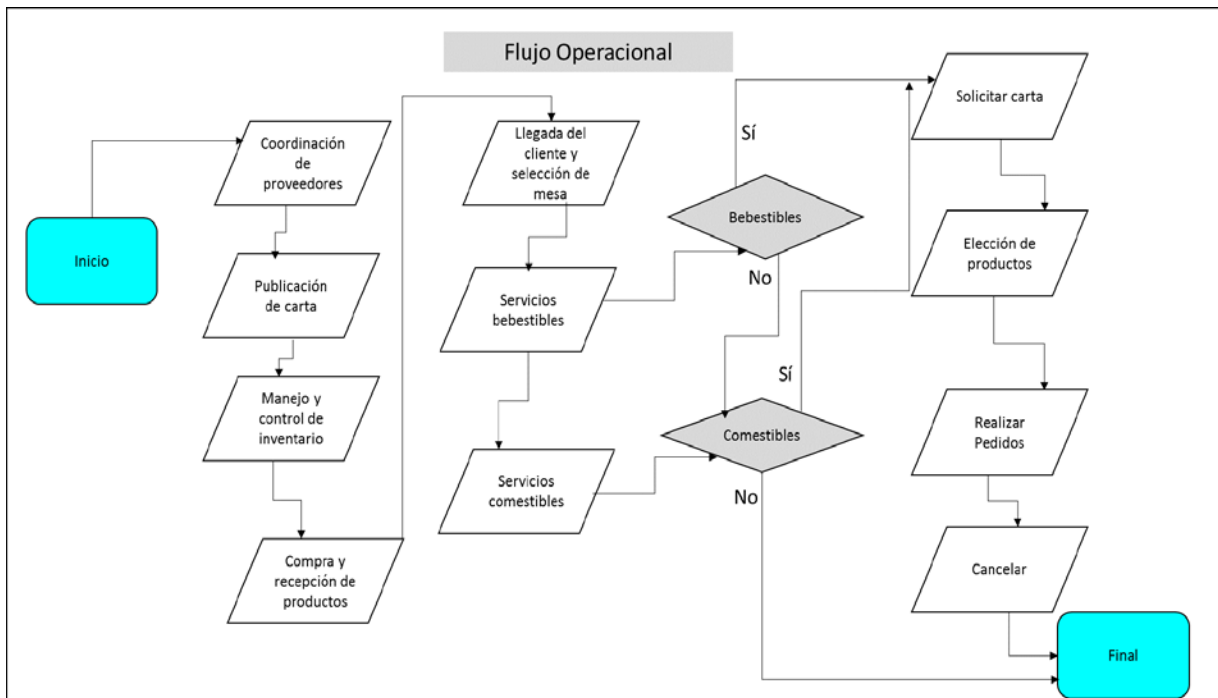 Flujo Operacional
Inicio
Coordinación
de
proveedores
Publicación
de carta
Manejo y
control de
inventario
Compra y
recepción de
productos
Llegada del
cliente y
selección de
mesa
Servicios
bebestibles
Servicios
comestibles
Bebestibles
Sí
No
Comestibles
Sí
No
Solicitar carta
Elección de
productos
Realizar
Pedidos
Cancelar
Final